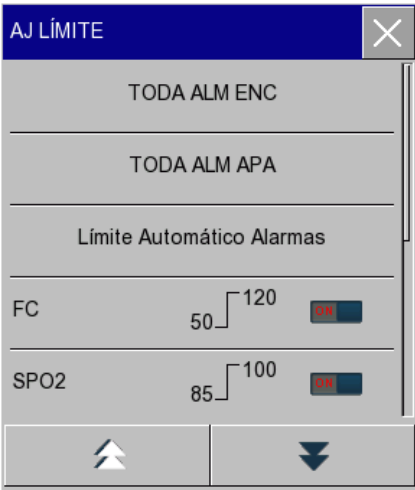 AJ LÍMITE
TODA ALM ENC
TODA ALM APA
Límite Automático Alarmas
FC 50 120 ON
SPO2 85 100 ON